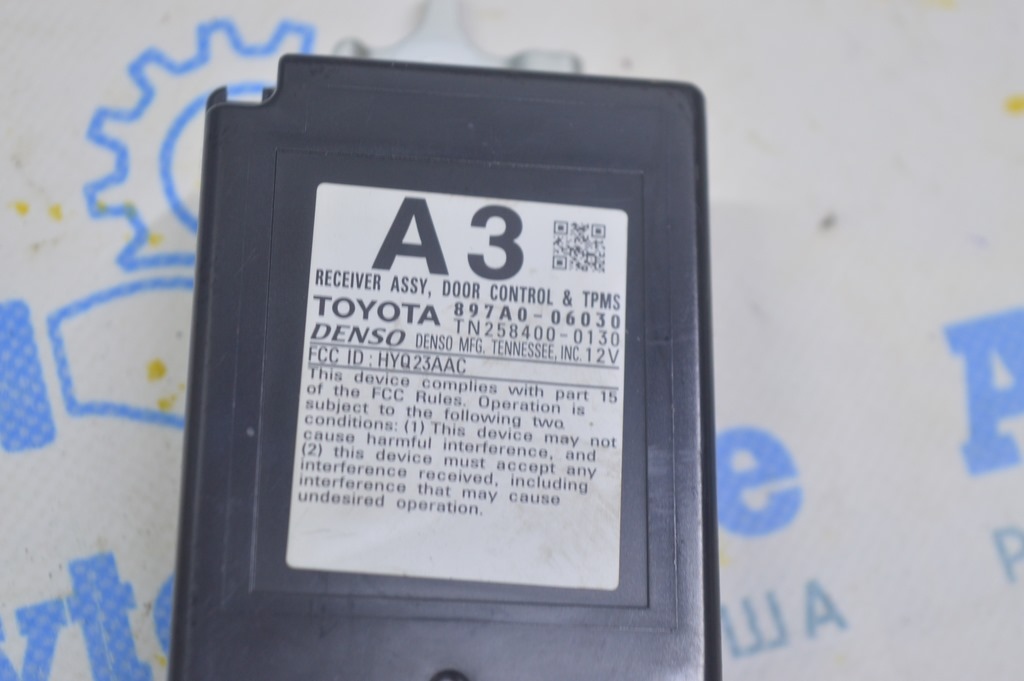 A3
RECEIVER ASSY, DOOR CONTROL & TPMS
TOYOTA 897A0-06030
TN258400-0130
DENSO DENSO MFG. TENNESSEE, INC. 12V
FCC ID : HYQ23AAC
This device complies with part 15
of the FCC Rules. Operation is
subject to the following two
conditions: (1) This device may not
cause harmful interference, and
(2) this device must accept any
interference received, including
interference that may cause
undesired operation.